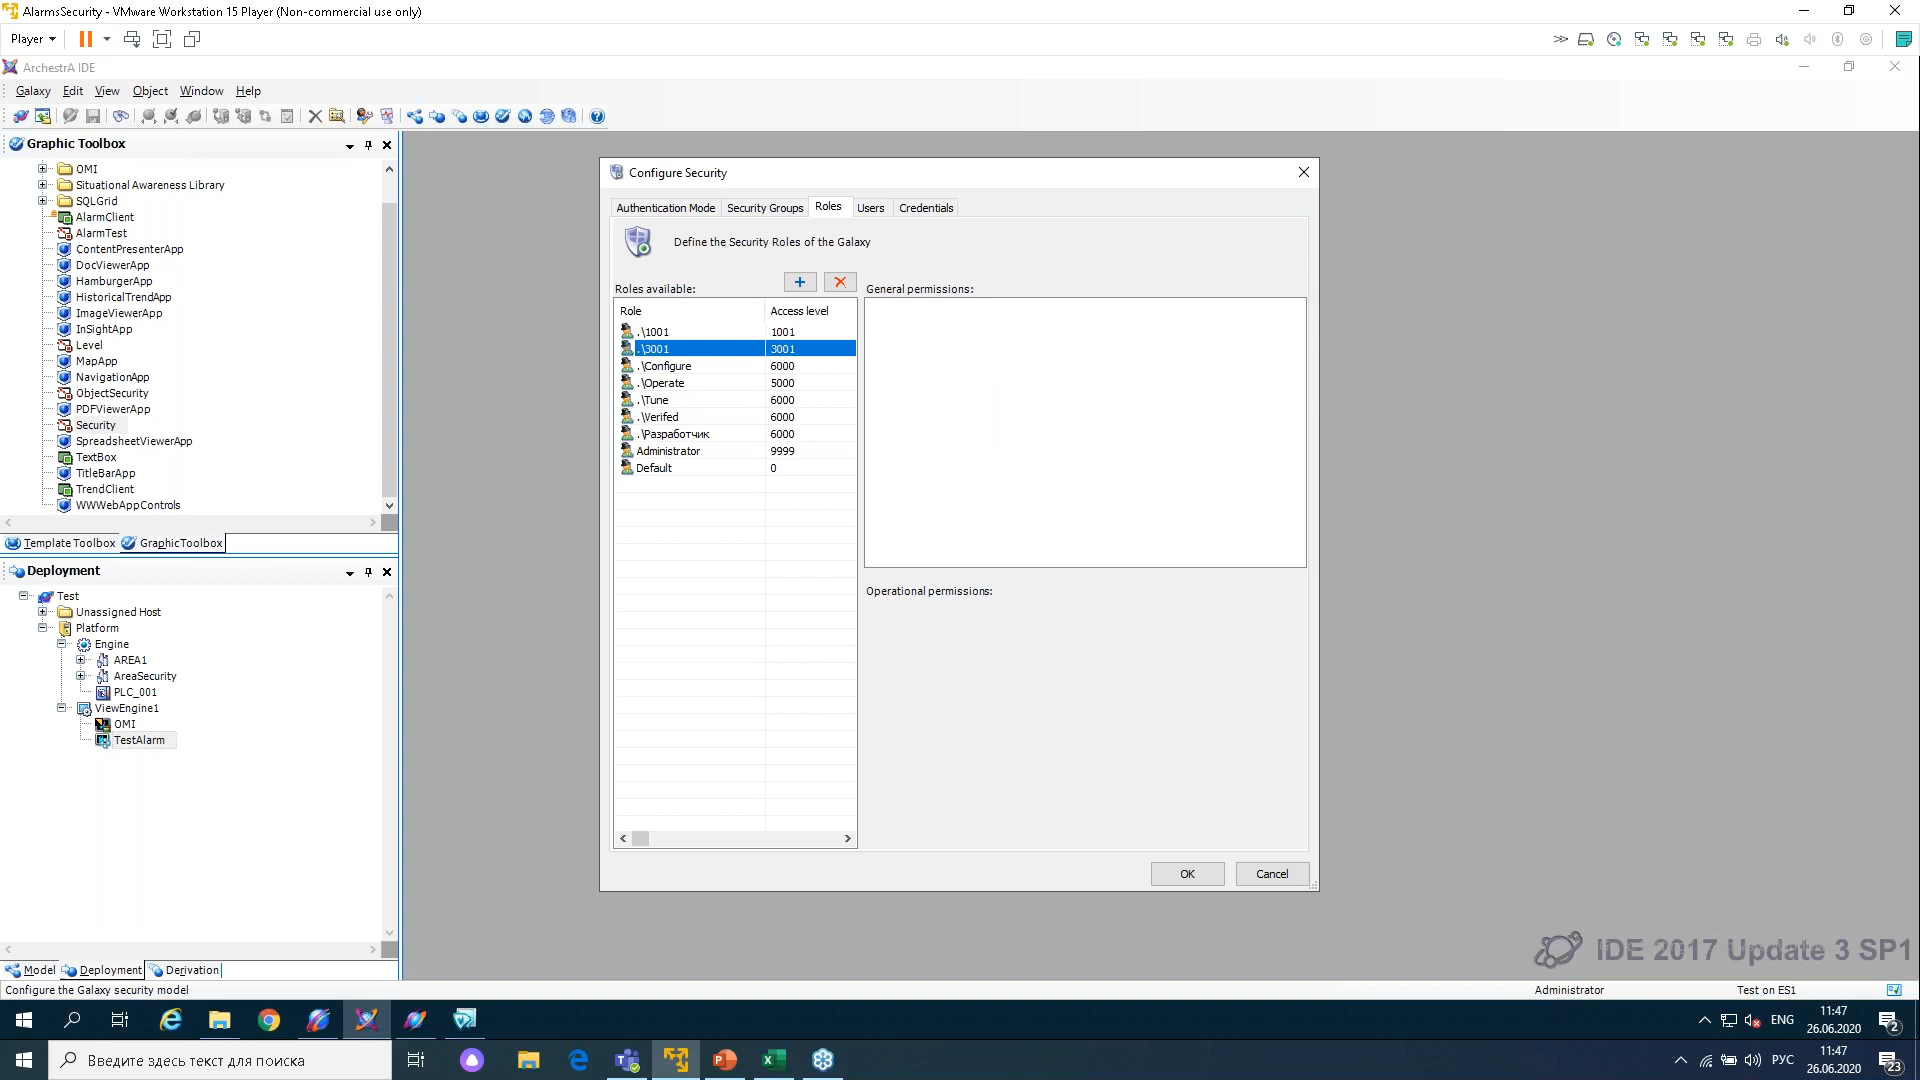 AlarmsSecurity - VMware Workstation 15 Player (Non-commercial use only)
Player
ArchestrA IDE
Galaxy Edit View Object Window Help
Graphic Toolbox
OMI
Situational Awareness Library
SQLGrid
AlarmClient
AlarmTest
ContentPresenterApp
DocViewerApp
HamburgerApp
HistoricalTrendApp
ImageViewerApp
InSightApp
Level
MapApp
NavigationApp
ObjectSecurity
PDFViewerApp
Security
SpreadsheetViewerApp
TextBox
TitleBarApp
TrendClient
WWWebAppControls
Template Toolbox GraphicToolbox
Deployment
Test
Unassigned Host
Platform
Engine
AREA1
AreaSecurity
PLC_001
ViewEngine1
OMI
TestAlarm
Model Deployment Derivation
Configure the Galaxy security model
Configure Security
Authentication Mode Security Groups Roles Users Credentials
Define the Security Roles of the Galaxy
Roles available:
General permissions:
Role Access level
.\1001 1001
.\3001 3001
.\Configure 6000
.\Operate 5000
.\Tune 6000
.\Verifed 6000
.\Разработчик 6000
Administrator 9999
Default 0
Operational permissions:
OK Cancel
IDE 2017 Update 3 SP1
Administrator Test on ES1
ENG 11:47
26.06.2020
2
Введите здесь текст для поиска
РУС 11:47
26.06.2020
23